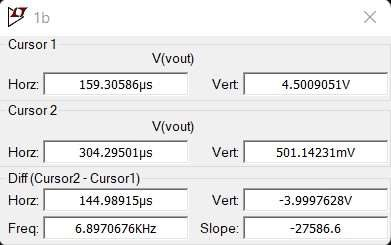 1b
Cursor 1
V(vout)
Horz: 159.30586µs Vert: 4.5009051V
Cursor 2
V(vout)
Horz: 304.29501µs Vert: 501.14231mV
Diff (Cursor2 - Cursor1)
Horz: 144.98915µs Vert: -3.9997628V
Freq: 6.8970676KHz Slope: -27586.6